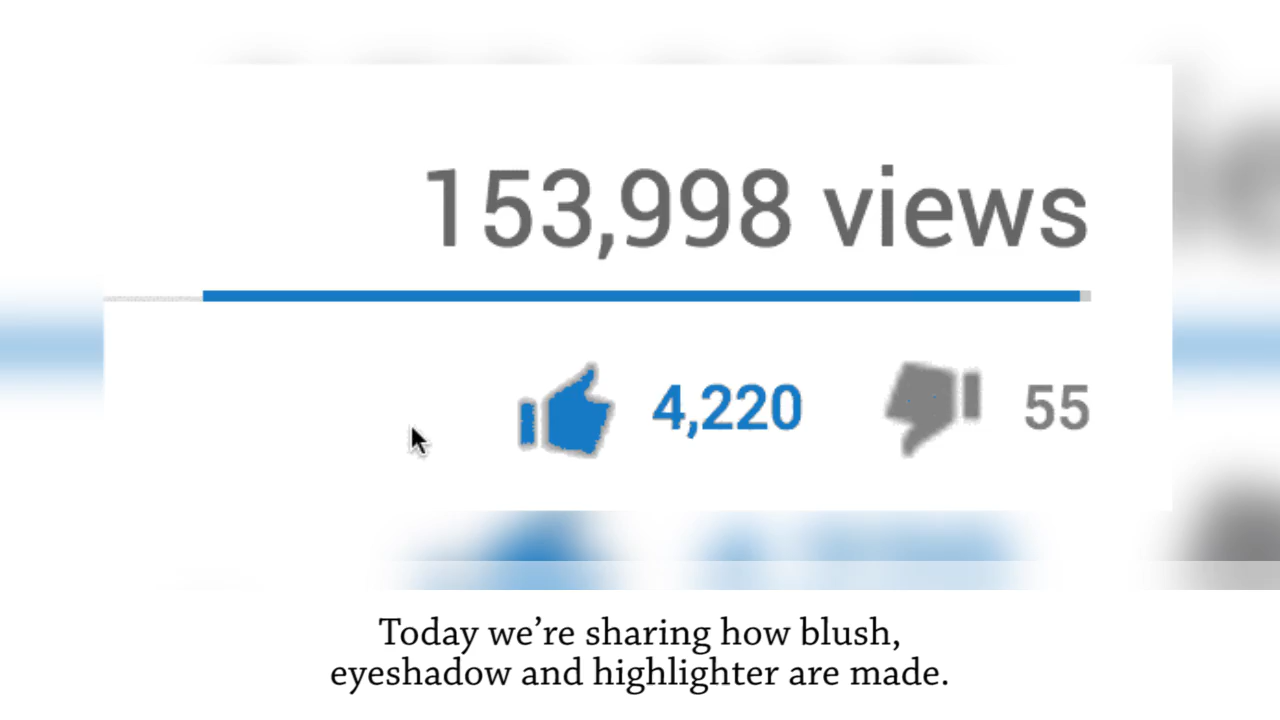 153,998 views
4,220 55
Today we’re sharing how blush,
eyeshadow and highlighter are made.